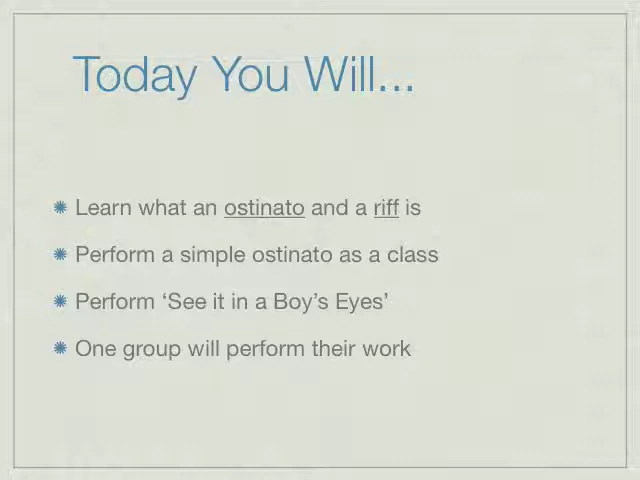 Today You Will...
Learn what an ostinato and a riff is
Perform a simple ostinato as a class
Perform ‘See it in a Boy’s Eyes’
One group will perform their work